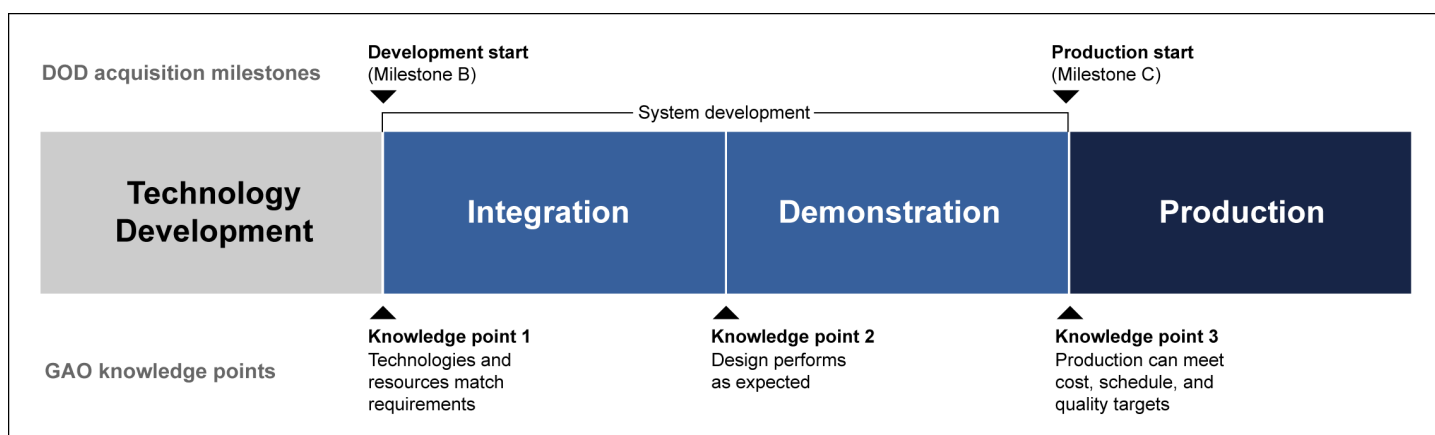 Development start
(Milestone B)
Production start
(Milestone C)
DOD acquisition milestones
System development
Technology
Development
Integration
Demonstration
Production
GAO knowledge points
Knowledge point 1
Technologies and
resources match
requirements
Knowledge point 2
Design performs
as expected
Knowledge point 3
Production can meet
cost, schedule, and
quality targets